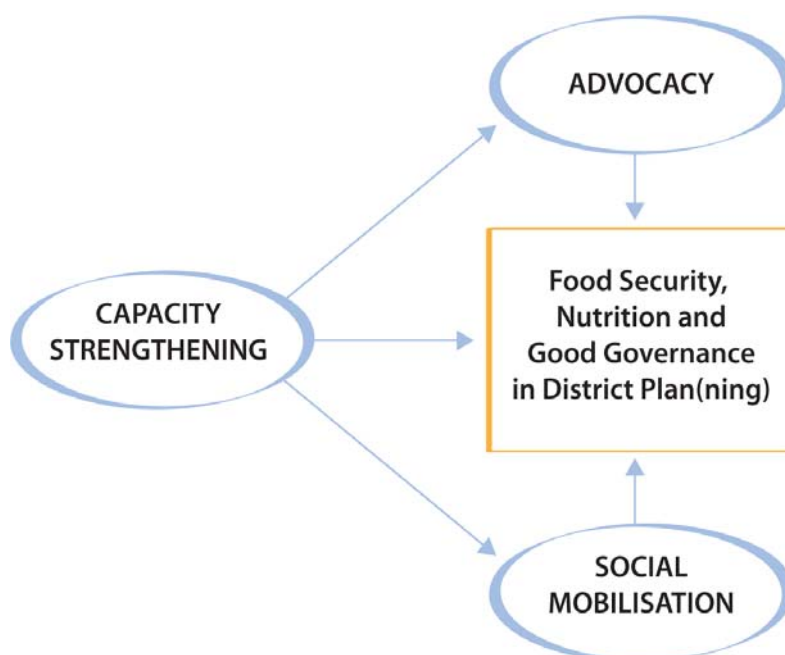 ADVOCACY
CAPACITY
STRENGTHENING
Food Security,
Nutrition and
Good Governance
in District Plan(ning)
SOCIAL
MOBILISATION